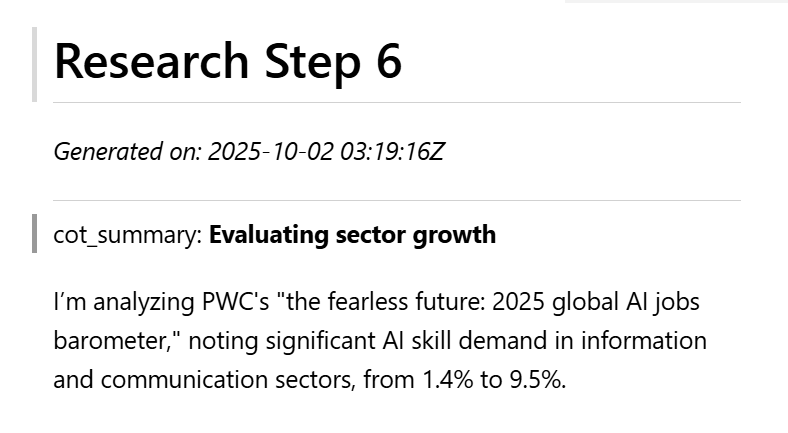 Research Step 6
Generated on: 2025-10-02 03:19:16Z
cot_summary: Evaluating sector growth
I’m analyzing PWC's "the fearless future: 2025 global AI jobs
barometer," noting significant AI skill demand in information
and communication sectors, from 1.4% to 9.5%.